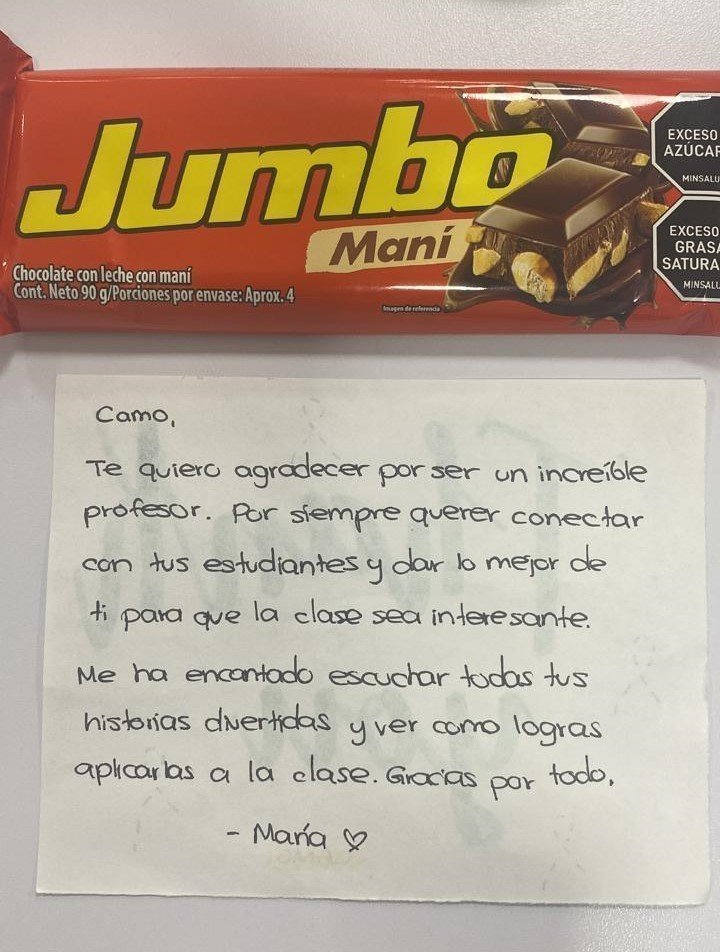 Jumbo
Maní
Chocolate con leche con maní
Cont. Neto 90 g/Porciones por envase: Aprox. 4
Imagen de referencia
EXCESO
AZÚCAR
MINSALU
EXCESO
GRASA
SATURA
MINSALU
Camo,
Te quiero agradecer por ser un increíble
profesor. Por siempre querer conectar
con tus estudiantes y dar lo mejor de
ti para que la clase sea interesante.
Me ha encantado escuchar todas tus
historias divertidas y ver como logras
aplicarlas a la clase. Gracias por todo.
- María ♡